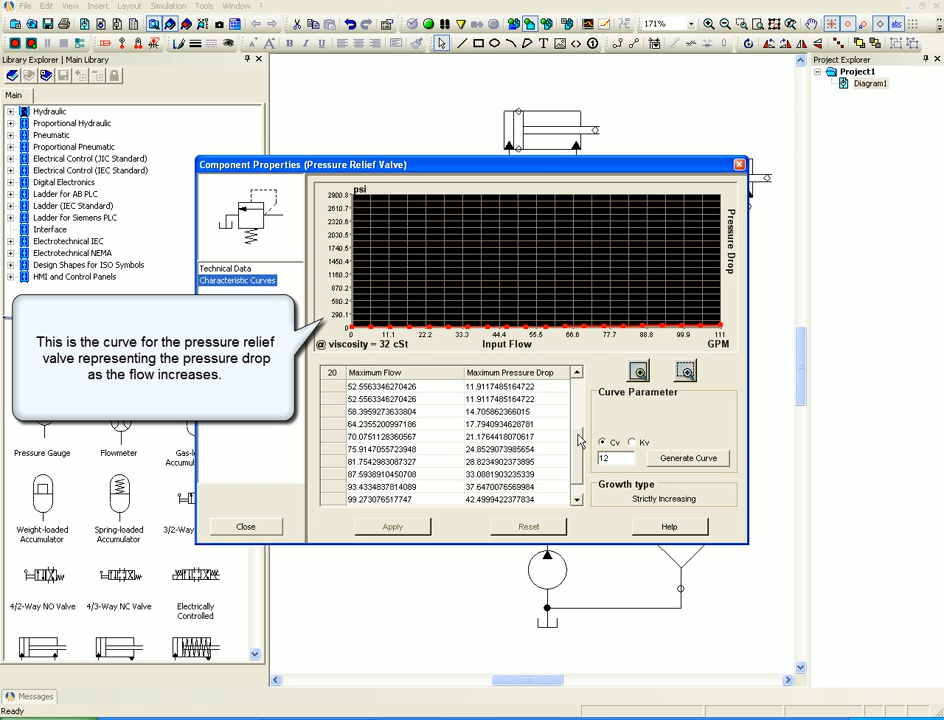 File Edit View Insert Layout Simulation Tools Window
171%
Library Explorer | Main Library
Main
Hydraulic
Proportional Hydraulic
Pneumatic
Proportional Pneumatic
Electrical Control (JIC Standard)
Electrical Control (IEC Standard)
Digital Electronics
Ladder for AB PLC
Ladder (IEC Standard)
Ladder for Siemens PLC
Interface
Electrotechnical IEC
Electrotechnical NEMA
Design Shapes for ISO Symbols
HMI and Control Panels
This is the curve for the pressure relief
valve representing the pressure drop
as the flow increases.
Pressure Gauge
Flowmeter
Weight-loaded
Accumulator
Spring-loaded
Accumulator
4/2-Way NO Valve
4/3-Way NC Valve
Electrically
Controlled
Messages
Ready
Component Properties (Pressure Relief Valve)
Technical Data
Characteristic Curves
psi
2900.8
2610.7
2320.6
2030.5
1740.5
1450.4
1160.3
870.2
580.2
290.1
0
Pressure Drop
0 11.1 22.2 33.3 44.4 55.5 66.6 77.7 88.8 99.9 111
@ viscosity = 32 cSt
Input Flow
GPM
20 Maximum Flow Maximum Pressure Drop
52.5563346270426 11.9117485164722
52.5563346270426 11.9117485164722
58.3959273633804 14.705862366015
64.2355200997186 17.7940934628781
70.0751128360567 21.1764418070617
75.9147055723948 24.8529073985654
81.7542983087327 28.8234902373895
87.5938910450708 33.0881903235339
93.4334837814089 37.6470076569984
99.273076517747 42.4999422377834
Curve Parameter
Cv Kv
12
Generate Curve
Growth type
Strictly Increasing
Close
Apply
Reset
Help
Project Explorer
Project1
Diagram1